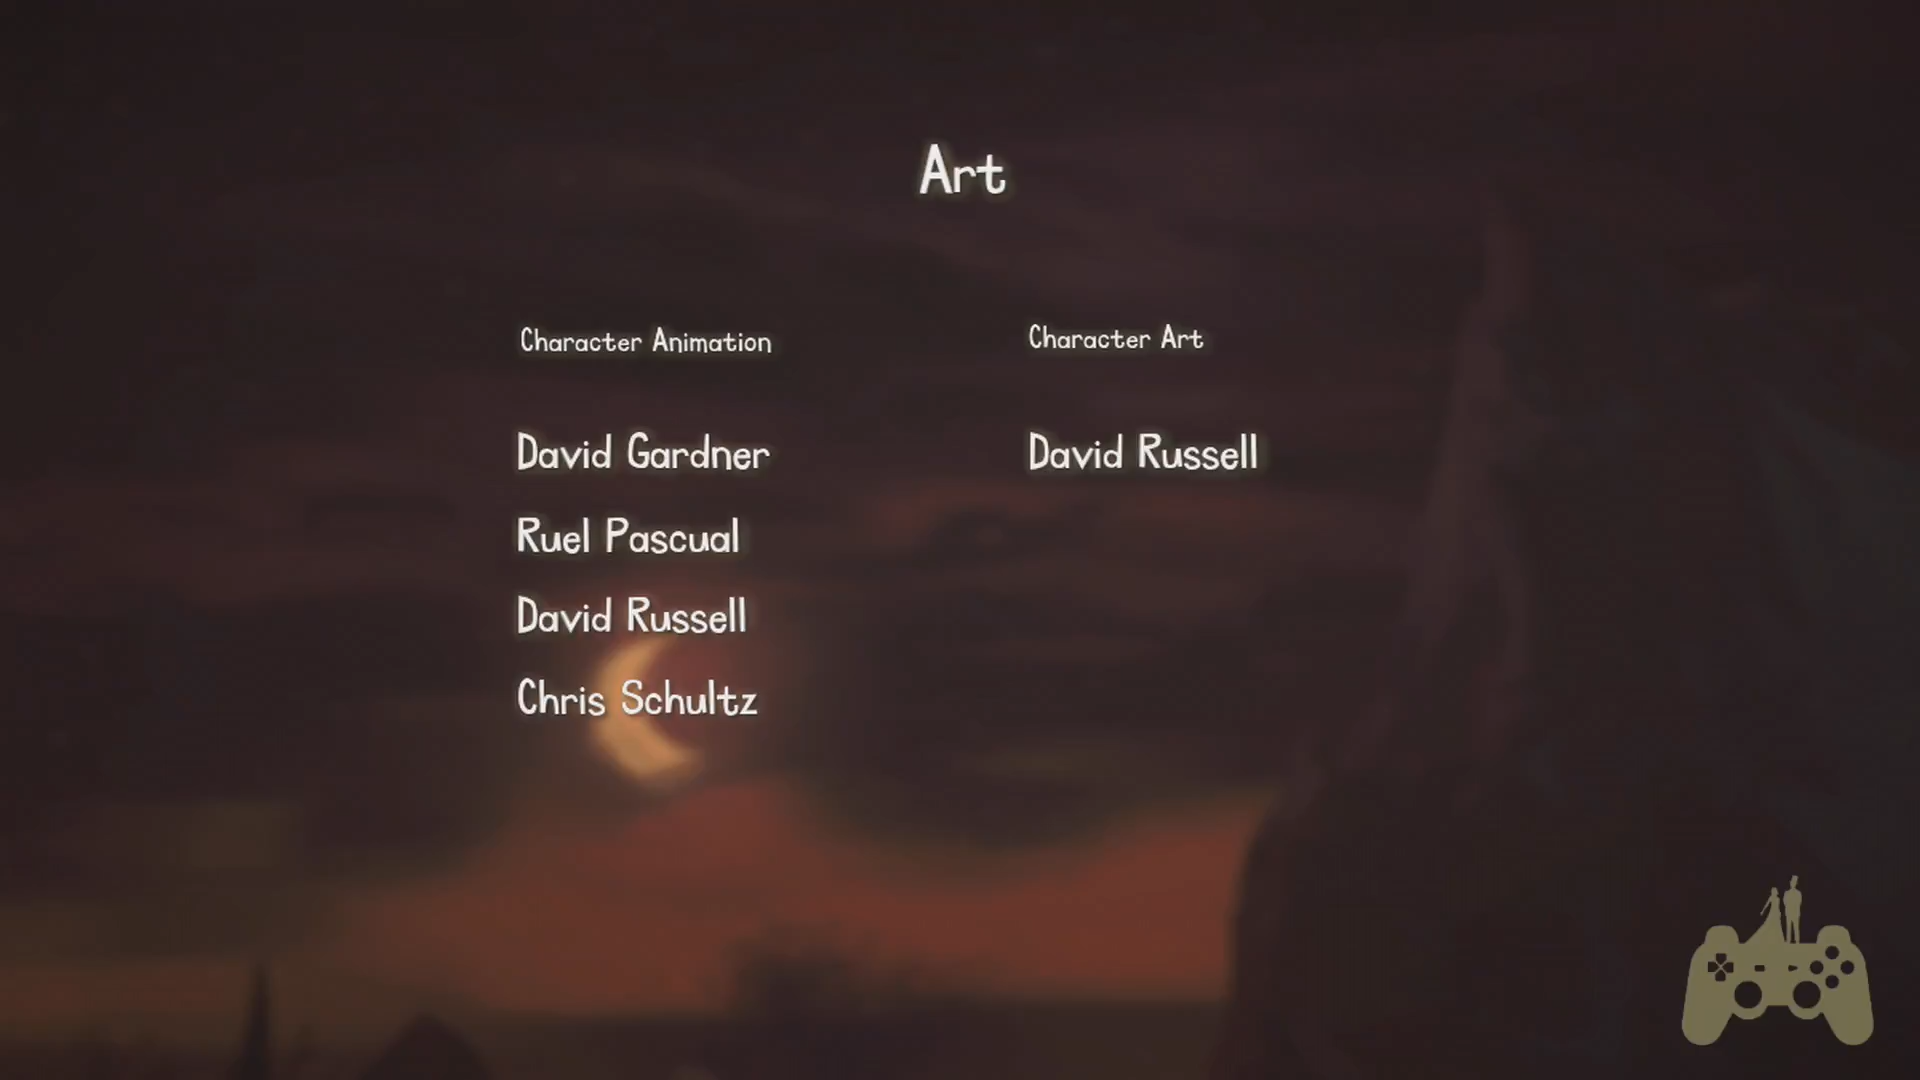 Art
Character Animation
David Gardner
Ruel Pascual
David Russell
Chris Schultz
Character Art
David Russell